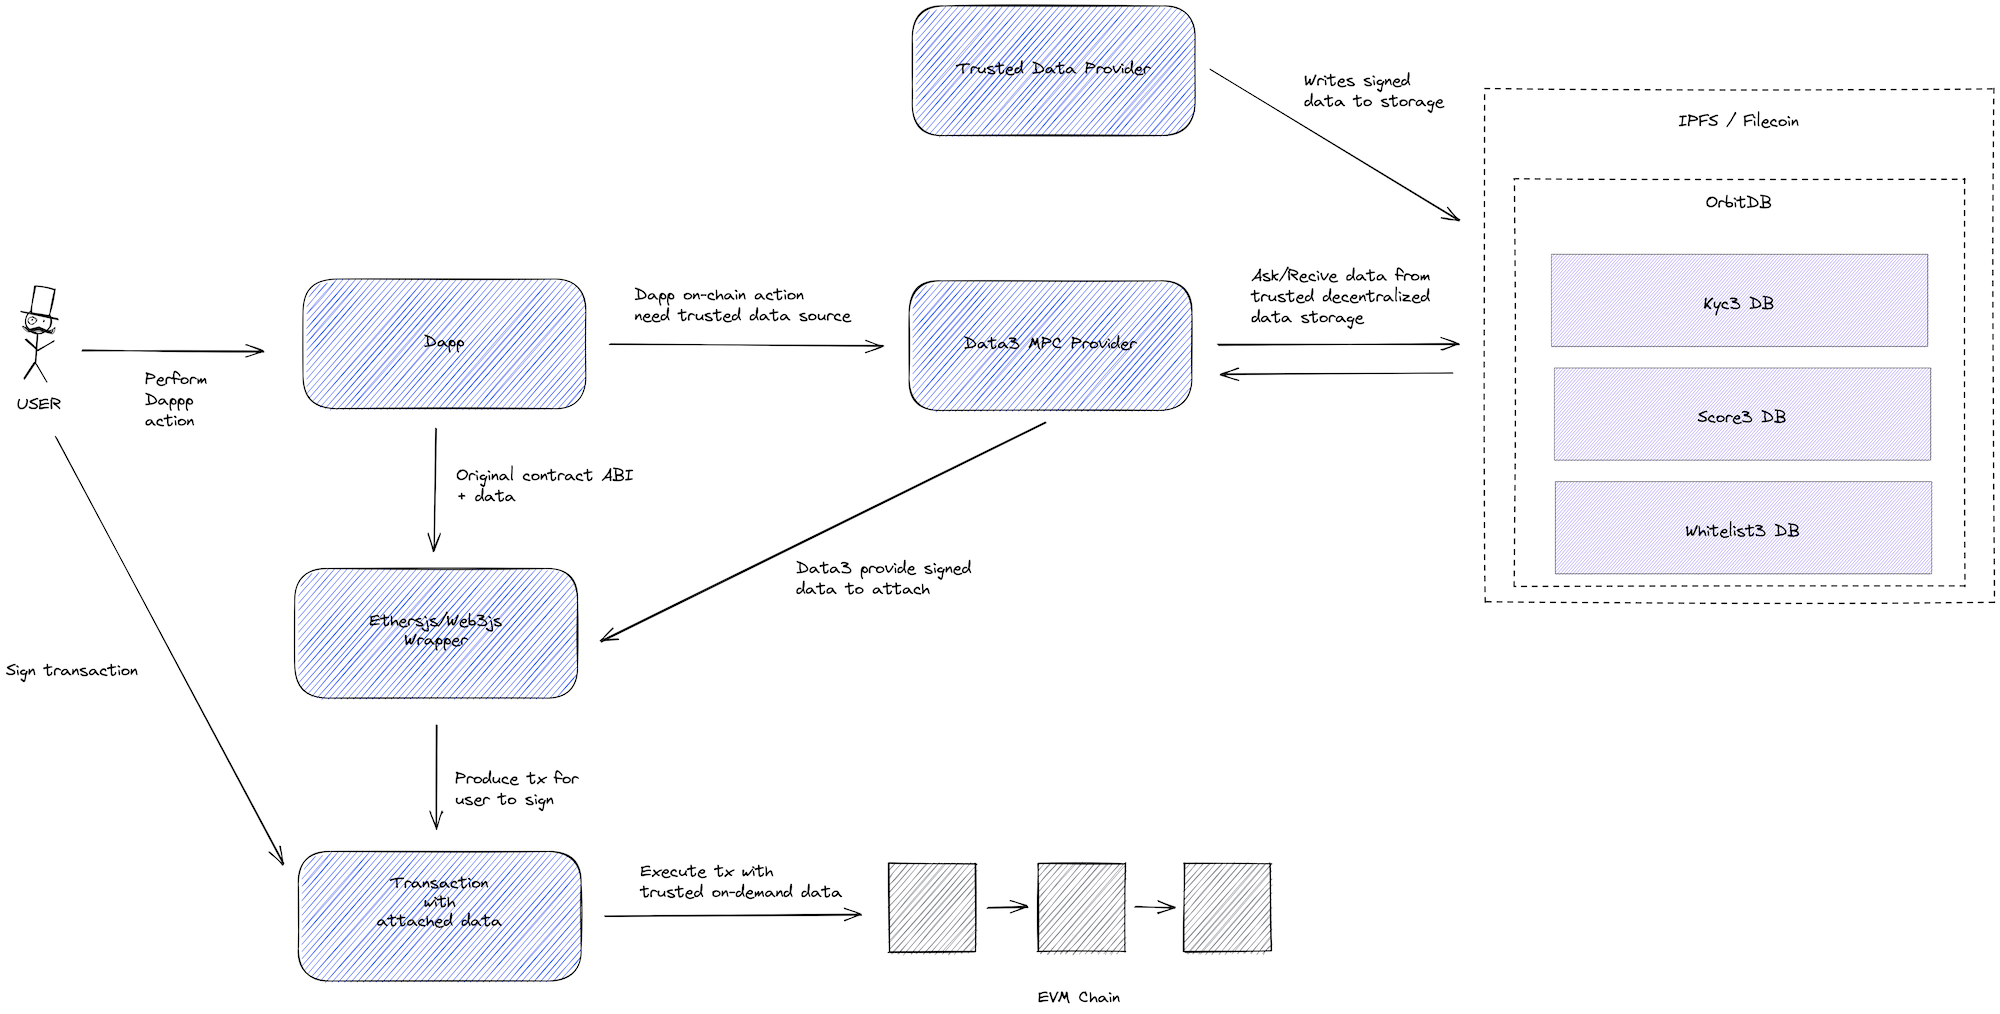 Trusted Data Provider
Writes signed
data to storage
IPFS / Filecoin
OrbitDB
Kyc3 DB
Score3 DB
Whitelist3 DB
USER
Perform
Dappp
action
Dapp
Dapp on-chain action
need trusted data source
Data3 MPC Provider
Ask/Recive data from
trusted decentralized
data storage
Original contract ABI
+ data
Data3 provide signed
data to attach
Ethersjs/Web3js
Wrapper
Sign transaction
Produce tx for
user to sign
Transaction
with
attached data
Execute tx with
trusted on-demand data
EVM Chain